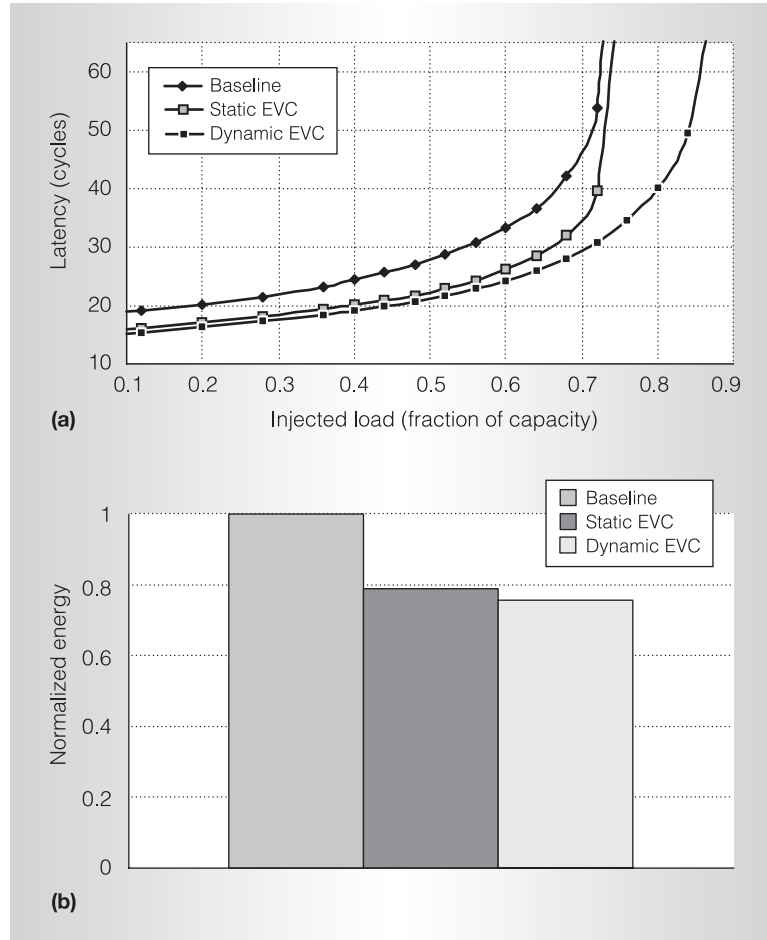 60
50
40
30
20
10
Latency (cycles)
Baseline
Static EVC
Dynamic EVC
0.1 0.2 0.3 0.4 0.5 0.6 0.7 0.8 0.9
(a)
Injected load (fraction of capacity)
Baseline
Static EVC
Dynamic EVC
1
0.8
0.6
0.4
0.2
0
Normalized energy
(b)